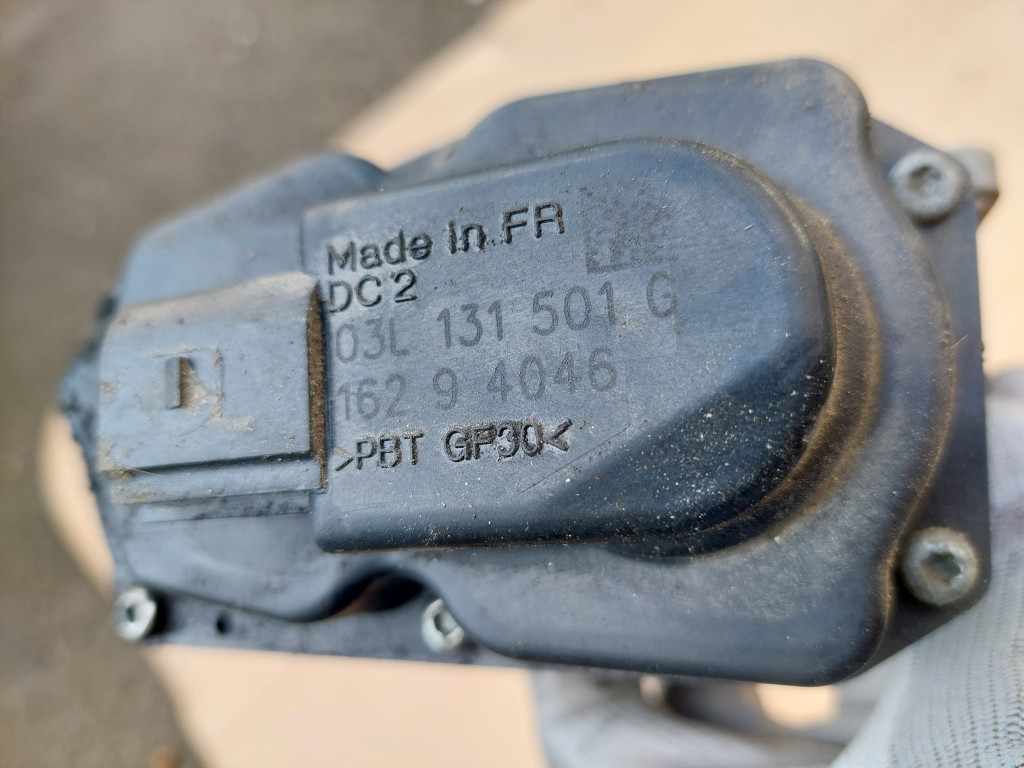 Made In FR
DC 2
03L 131 501 G
162 9 4046
>PBT GF30<